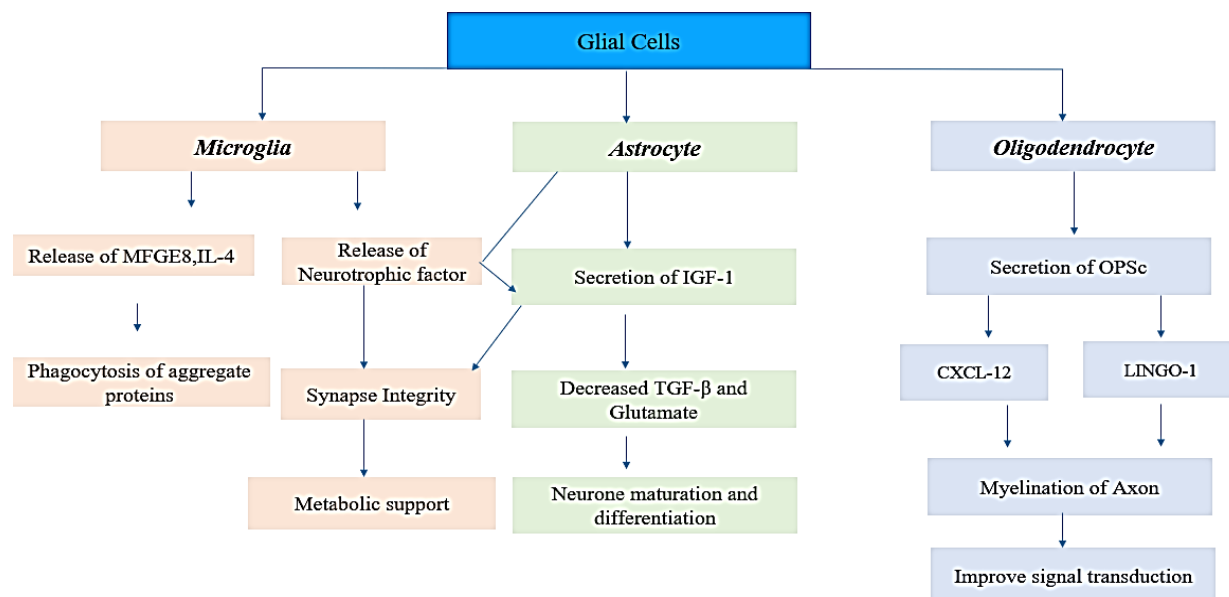 Glial Cells
Microglia
Astrocyte
Oligodendrocyte
Release of MFGE8,IL-4
Release of
Neurotrophic factor
Secretion of IGF-1
Secretion of OPSc
Phagocytosis of aggregate
proteins
Synapse Integrity
Decreased TGF-β and
Glutamate
CXCL-12
LINGO-1
Metabolic support
Neurone maturation and
differentiation
Myelination of Axon
Improve signal transduction